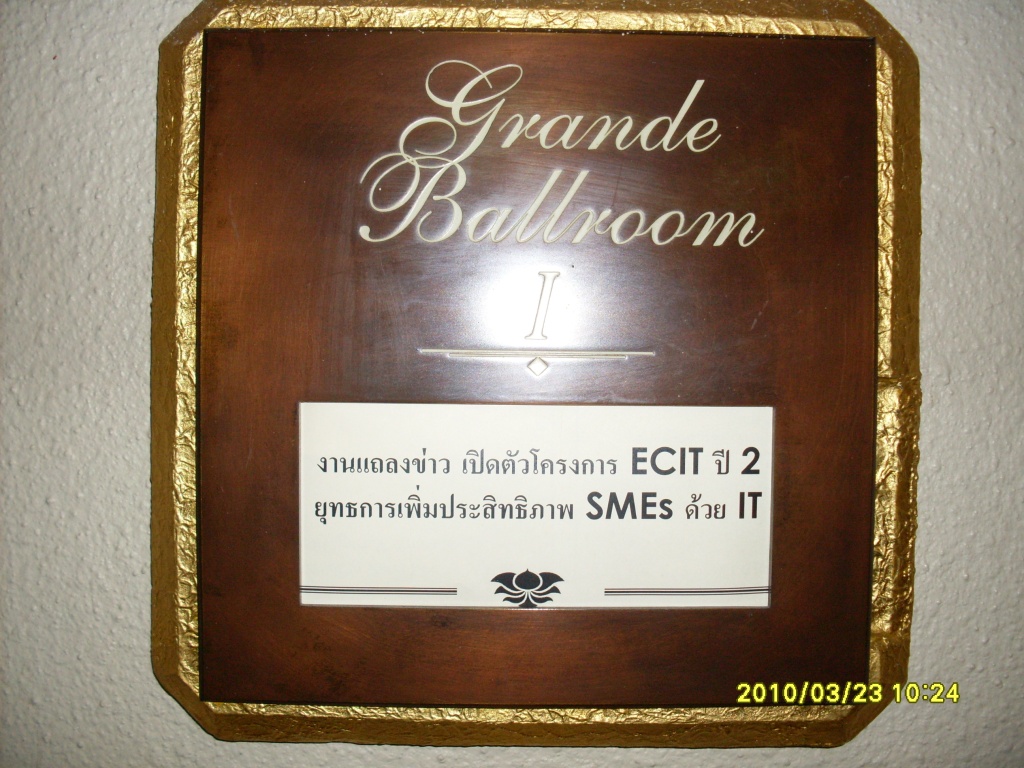 Grande
Ballroom
I
งานแถลงข่าว เปิดตัวโครงการ ECIT ปี 2
ยุทธการเพิ่มประสิทธิภาพ SMEs ด้วย IT
2010/03/23 10:24